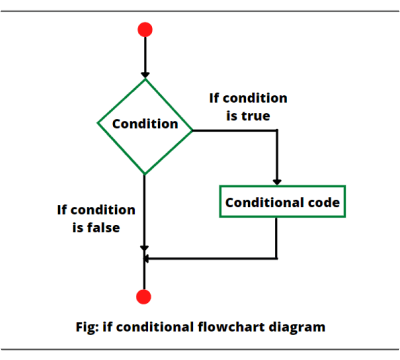 If condition
is true
Condition
Conditional code
If condition
is false
Fig: if conditional flowchart diagram